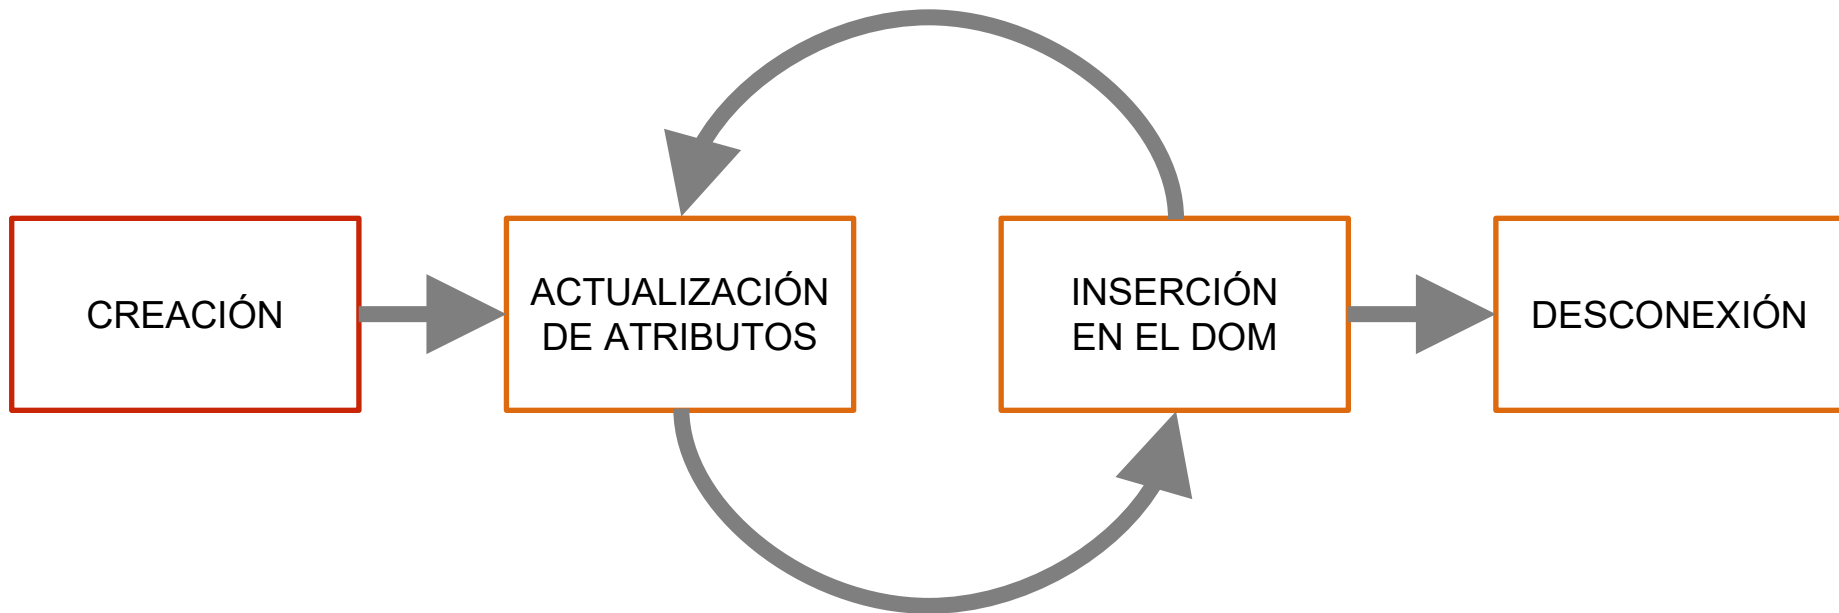 CREACIÓN
ACTUALIZACIÓN
DE ATRIBUTOS
INSERCIÓN
EN EL DOM
DESCONEXIÓN